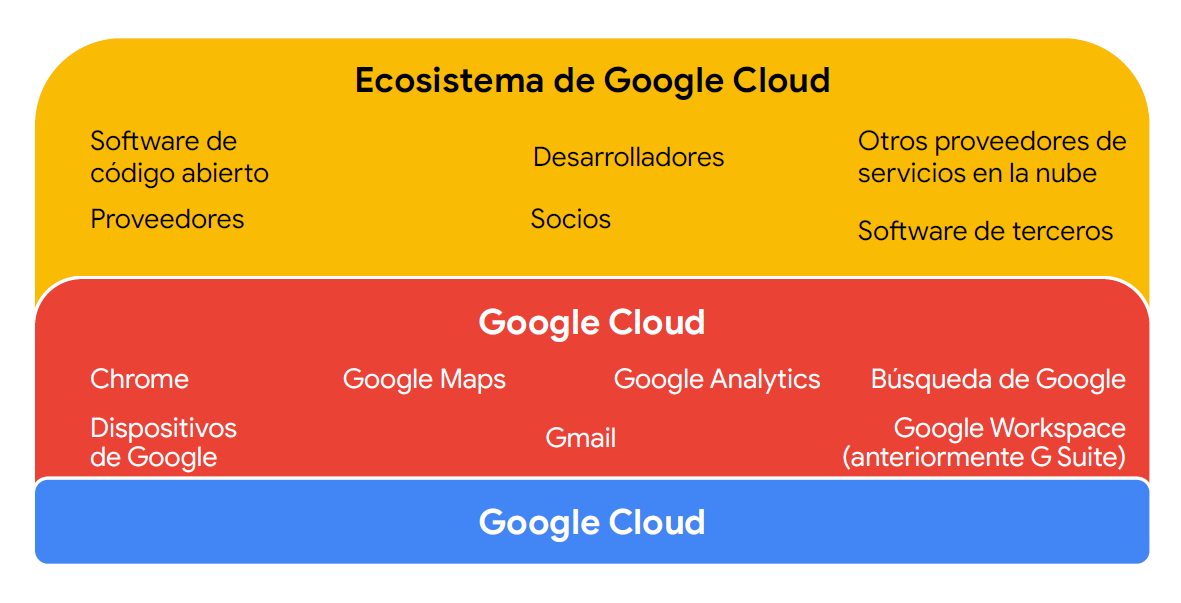 Ecosistema de Google Cloud
Software de
código abierto
Desarrolladores
Otros proveedores de
servicios en la nube
Proveedores
Socios
Software de terceros
Google Cloud
Chrome
Google Maps
Google Analytics
Búsqueda de Google
Dispositivos
de Google
Gmail
Google Workspace
(anteriormente G Suite)
Google Cloud